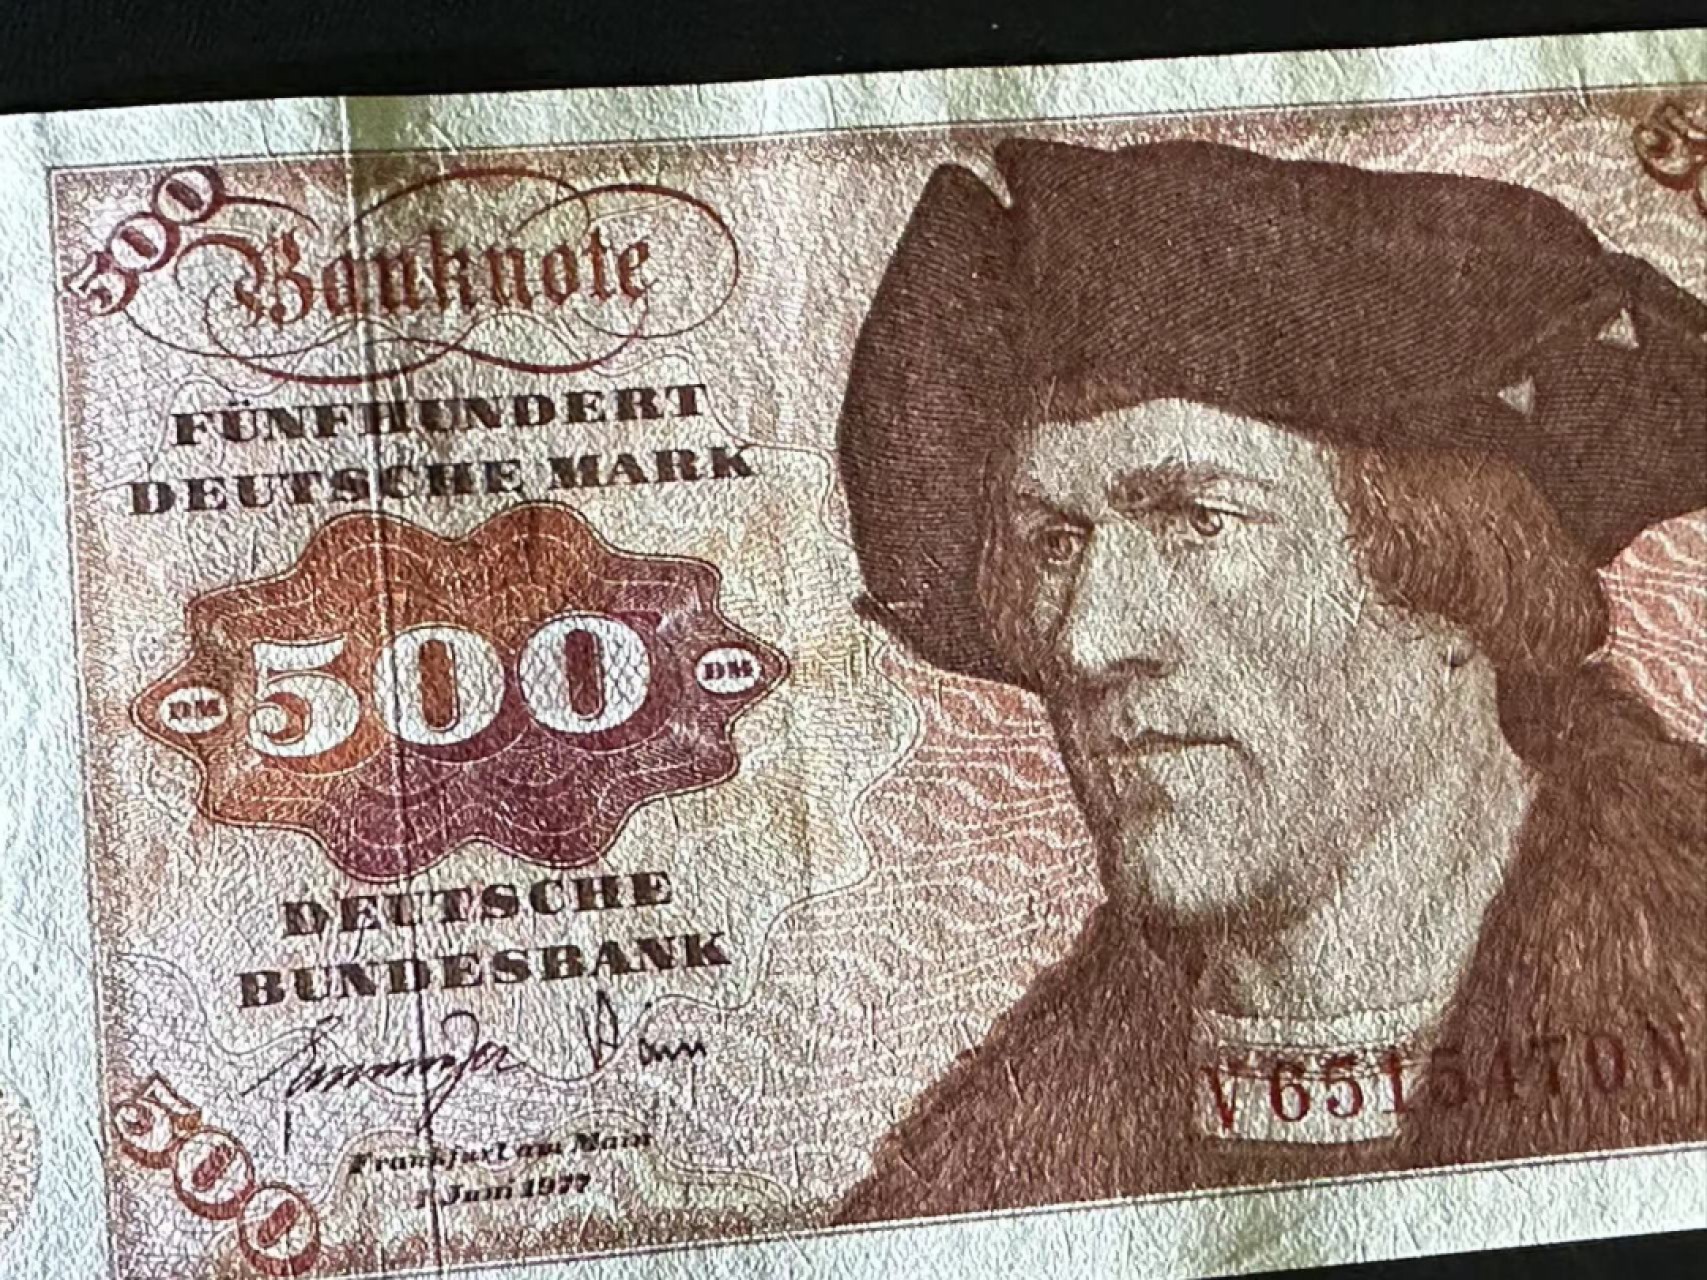 500
Banknote
FÜNFHUNDERT
DEUTSCHE MARK
DM 500 DM
DEUTSCHE
BUNDESBANK
V6515470N
Frankfurt am Main
1 Juni 1977
500